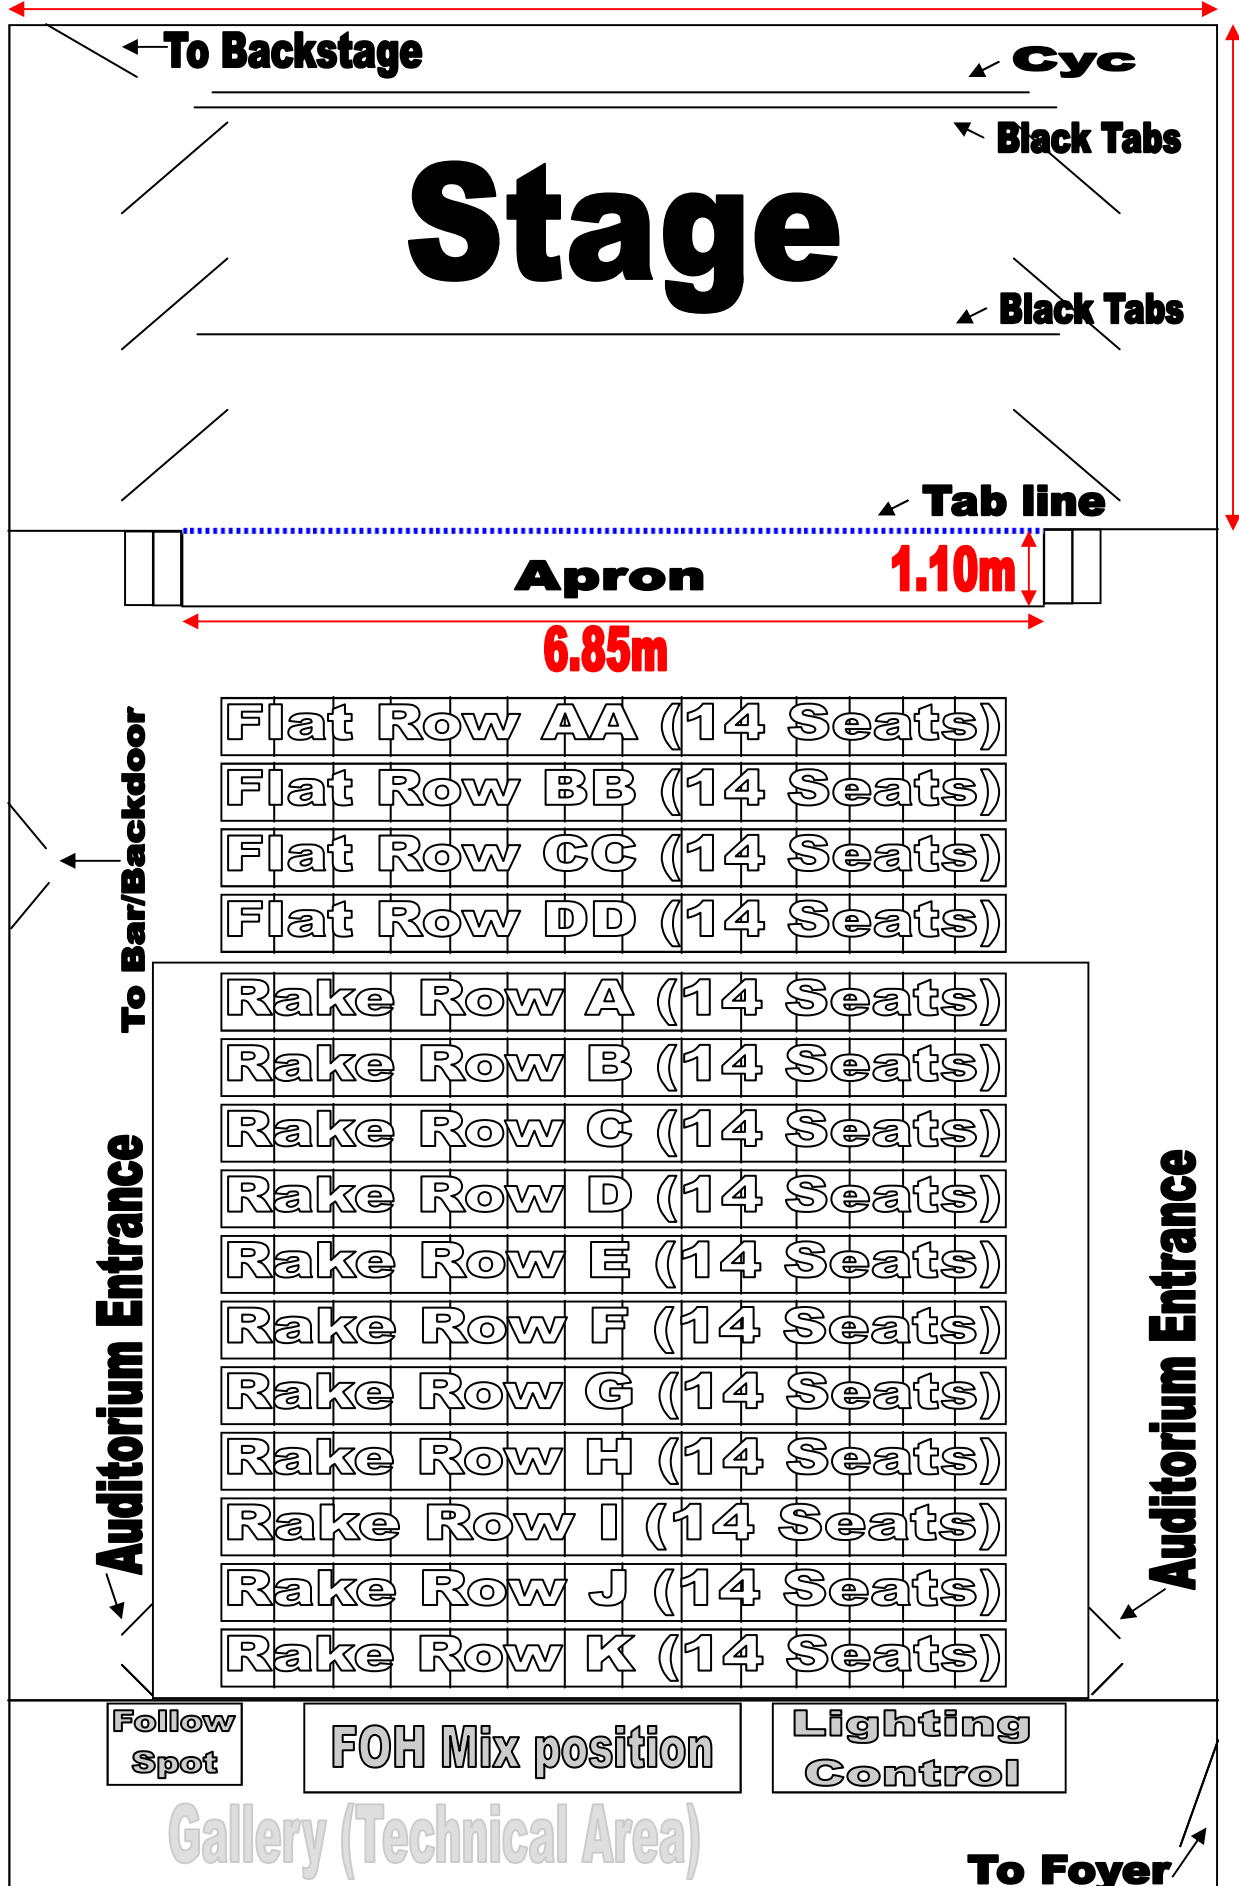 To Backstage
Cyc
Black Tabs
Stage
Black Tabs
Tab line
Apron
1.10m
6.85m
Flat Row AA (14 Seats)
Flat Row BB (14 Seats)
Flat Row CC (14 Seats)
Flat Row DD (14 Seats)
To Bar/Backdoor
Rake Row A (14 Seats)
Rake Row B (14 Seats)
Rake Row C (14 Seats)
Rake Row D (14 Seats)
Rake Row E (14 Seats)
Rake Row F (14 Seats)
Rake Row G (14 Seats)
Rake Row H (14 Seats)
Rake Row I (14 Seats)
Rake Row J (14 Seats)
Rake Row K (14 Seats)
Auditorium Entrance
Auditorium Entrance
Follow
Spot
FOH Mix position
Lighting
Control
Gallery (Technical Area)
To Foyer